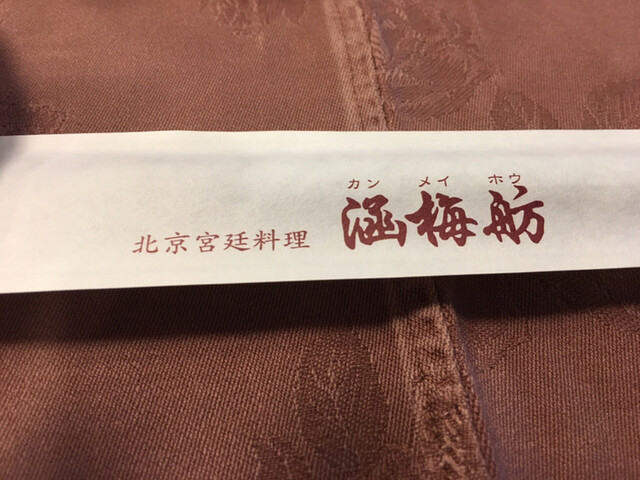 カン メイ ホウ
北京宮廷料理 涵梅舫